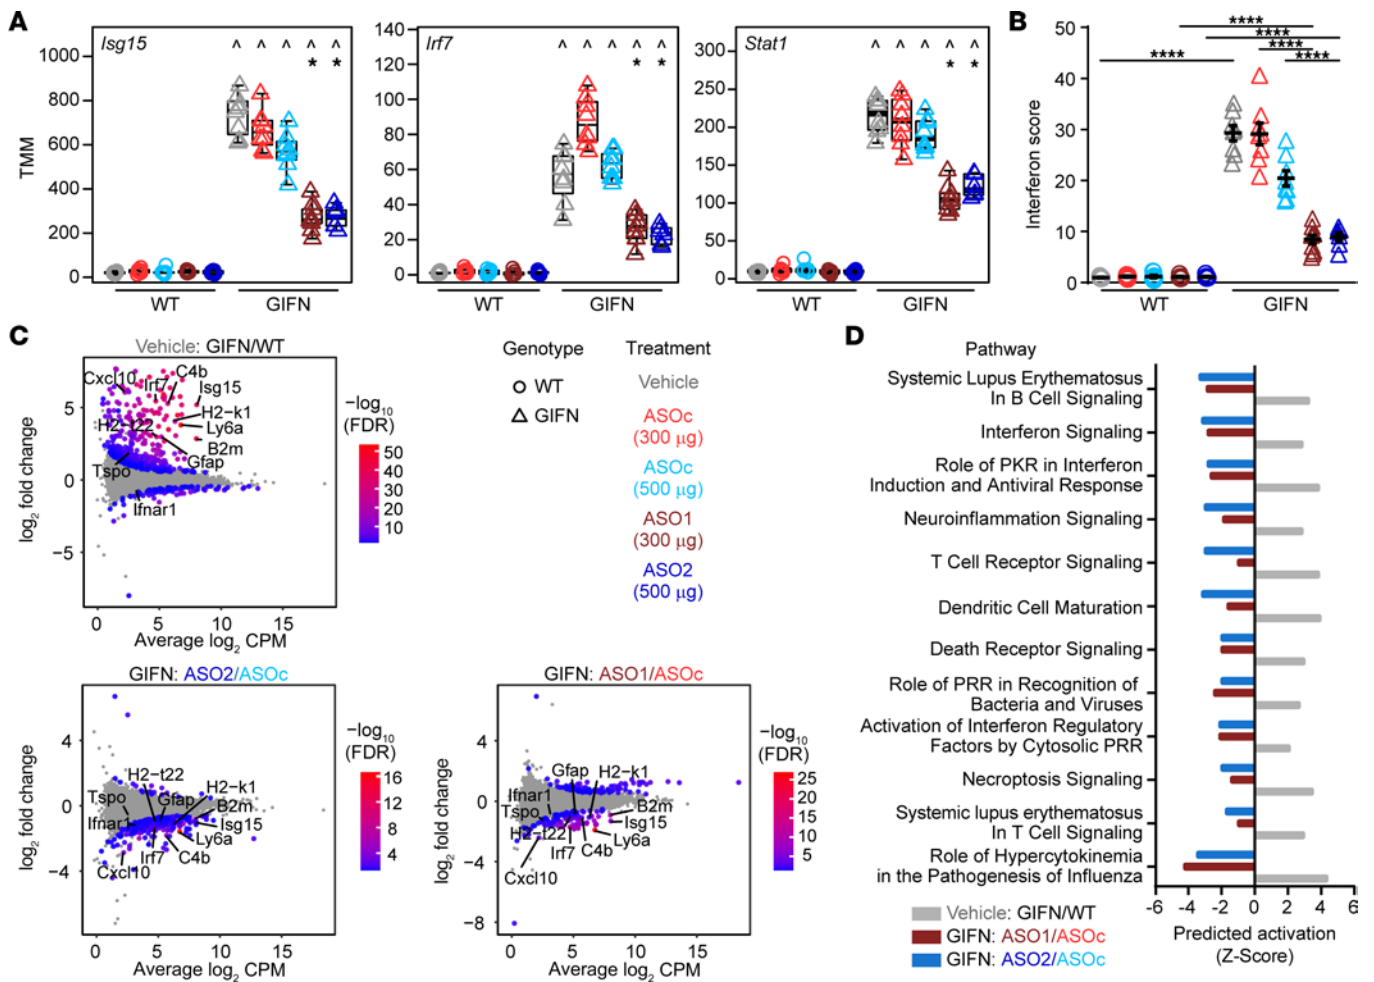 A
Isg15
^ ^ ^ ^ ^
* *
TMM
1000
800
600
400
200
0
WT GIFN
Irf7
^ ^ ^ ^ ^
* *
140
120
100
80
60
40
20
0
WT GIFN
Stat1
^ ^ ^ ^ ^
* *
300
250
200
150
100
50
0
WT GIFN
B
****
****
****
**** ****
Interferon score
50
40
30
20
10
0
WT GIFN
C
Vehicle: GIFN/WT
Cxcl10
Irf7
C4b
Isg15
H2−k1
H2−t22
Ly6a
B2m
Tspo
Gfap
Ifnar1
log2 fold change
5
0
−5
0 5 10 15
Average log2 CPM
−log10
(FDR)
50
40
30
20
10
Genotype
WT
GIFN
Treatment
Vehicle
ASOc
(300 µg)
ASOc
(500 µg)
ASO1
(300 µg)
ASO2
(500 µg)
GIFN: ASO2/ASOc
H2−t22
H2−k1
Tspo
Gfap
B2m
Ifnar1
Isg15
Ly6a
Irf7
C4b
Cxcl10
log2 fold change
4
0
−4
0 5 10 15
Average log2 CPM
−log10
(FDR)
16
12
8
4
GIFN: ASO1/ASOc
Gfap
H2−k1
Ifnar1
Tspo
B2m
Isg15
H2−t22
Ly6a
Irf7
C4b
Cxcl10
log2 fold change
4
0
−4
−8
0 5 10 15
Average log2 CPM
−log10
(FDR)
25
20
15
10
5
D
Pathway
Systemic Lupus Erythematosus
In B Cell Signaling
Interferon Signaling
Role of PKR in Interferon
Induction and Antiviral Response
Neuroinflammation Signaling
T Cell Receptor Signaling
Dendritic Cell Maturation
Death Receptor Signaling
Role of PRR in Recognition of
Bacteria and Viruses
Activation of Interferon Regulatory
Factors by Cytosolic PRR
Necroptosis Signaling
Systemic lupus erythematosus
In T Cell Signaling
Role of Hypercytokinemia
in the Pathogenesis of Influenza
-6 -4 -2 0 2 4 6
Predicted activation
(Z-Score)
Vehicle: GIFN/WT
GIFN: ASO1/ASOc
GIFN: ASO2/ASOc